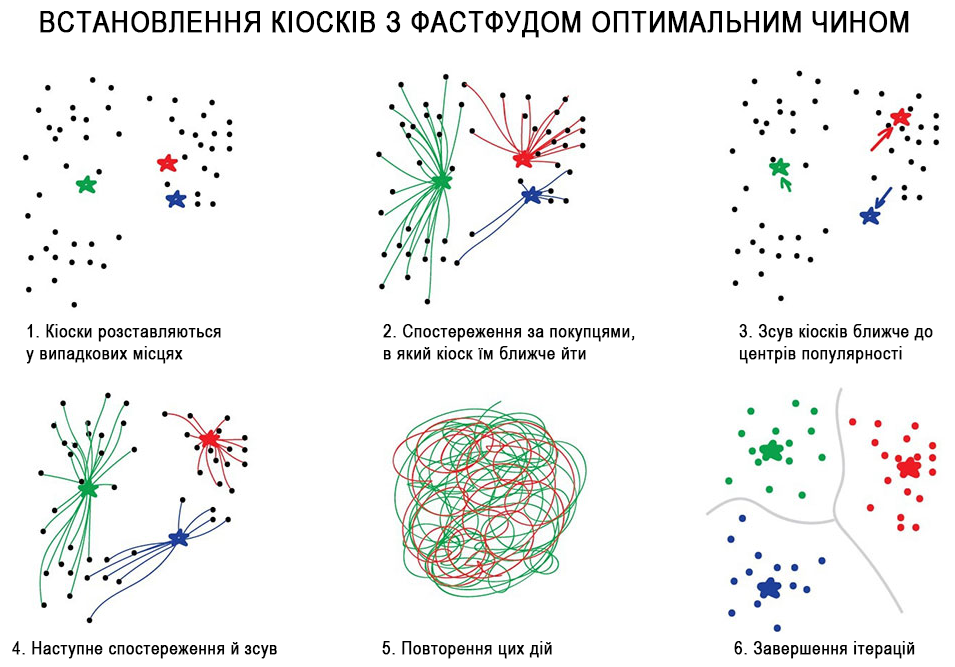 ВСТАНОВЛЕННЯ КІОСКІВ З ФАСТФУДОМ ОПТИМАЛЬНИМ ЧИНОМ
1. Кіоски розставляються
у випадкових місцях
2. Спостереження за покупцями,
в який кіоск їм ближче йти
3. Зсув кіосків ближче до
центрів популярності
4. Наступне спостереження й зсув
5. Повторення цих дій
6. Завершення ітерацій